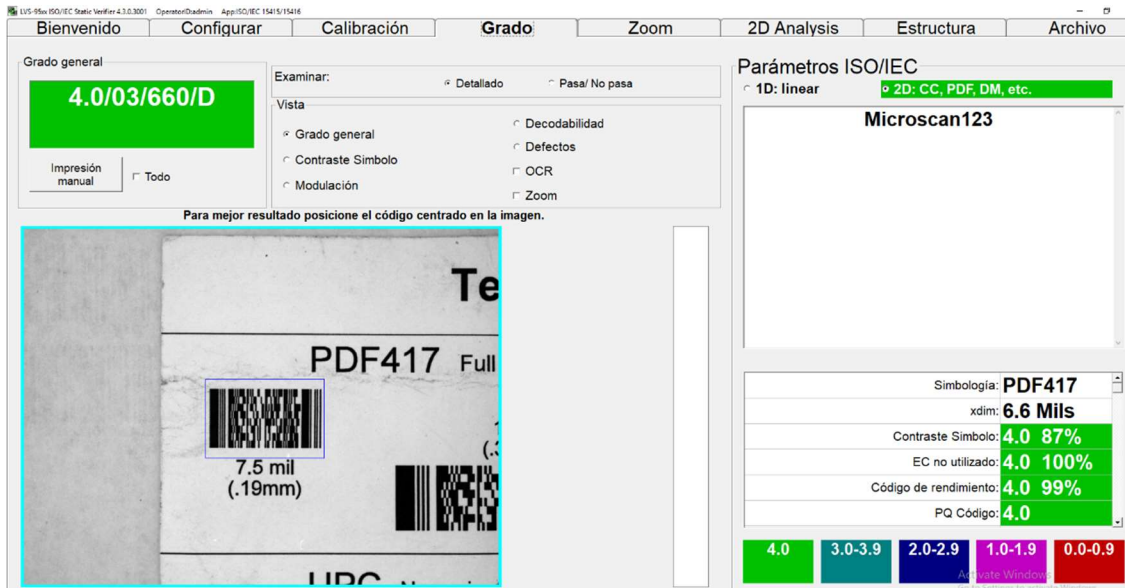 LVS-95xx ISO/IEC Static Verifier 4.3.0.3001 OperatorID:admin App:ISO/IEC 15415/15416
Bienvenido Configurar Calibración Grado Zoom 2D Analysis Estructura Archivo
Grado general
4.0/03/660/D
Impresión manual
Todo
Examinar:
Detallado
Pasa/ No pasa
Vista
Grado general
Contraste Simbolo
Modulación
Decodabilidad
Defectos
OCR
Zoom
Para mejor resultado posicione el código centrado en la imagen.
Te
PDF417 Full
7.5 mil
(.19mm)
UPC
Parámetros ISO/IEC
1D: linear
2D: CC, PDF, DM, etc.
Microscan123
Simbología: PDF417
xdim: 6.6 Mils
Contraste Simbolo: 4.0 87%
EC no utilizado: 4.0 100%
Código de rendimiento: 4.0 99%
PQ Código: 4.0
4.0 3.0-3.9 2.0-2.9 1.0-1.9 0.0-0.9
Activate Windows